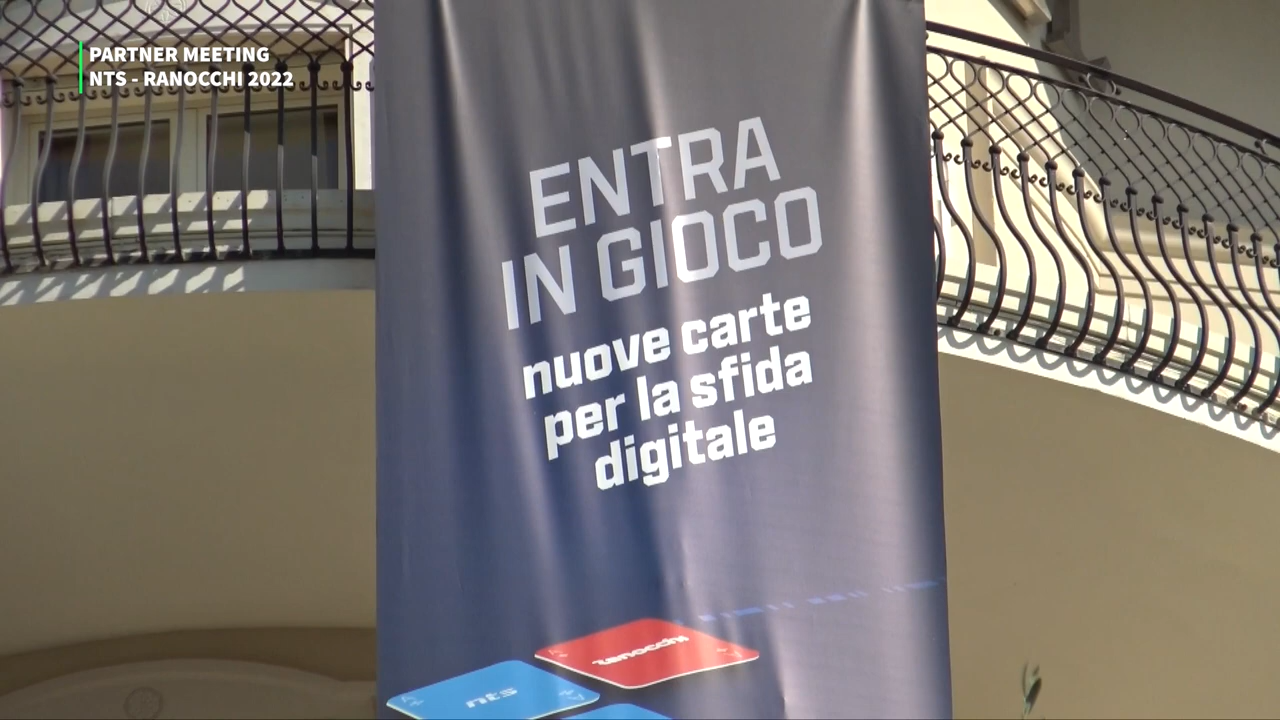 PARTNER MEETING
NTS - RANOCCHI 2022
ENTRA
IN GIOCO
nuove carte
per la sfida
digitale
ranocchi
nts